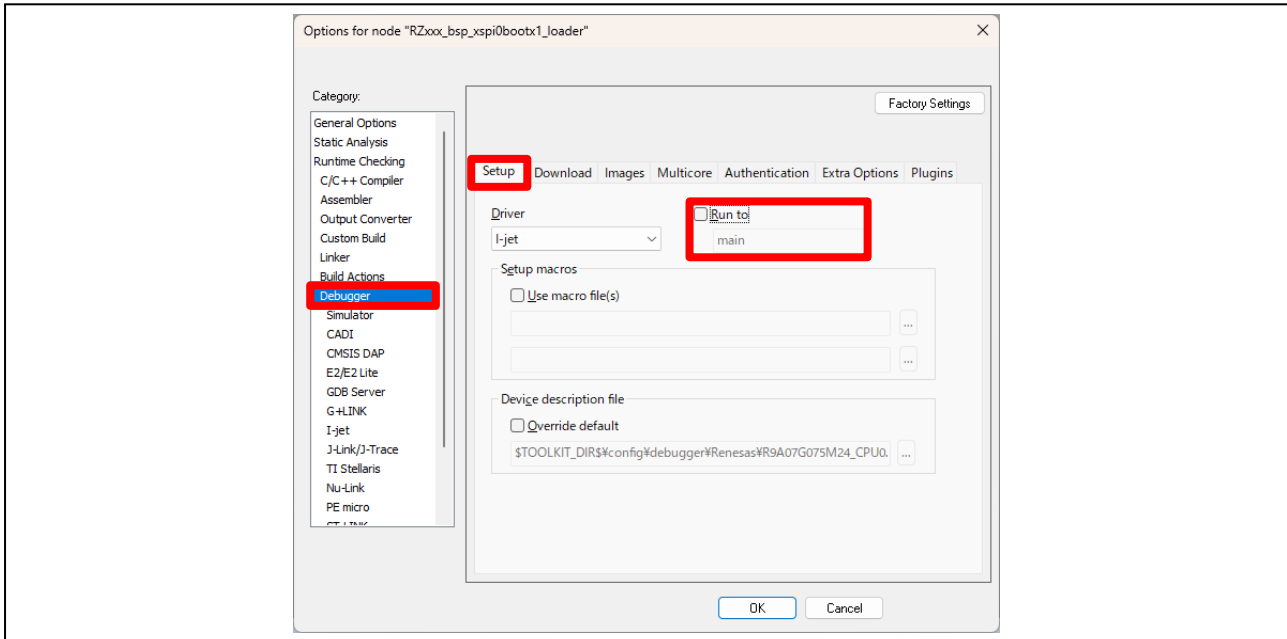 Options for node "RZxxx_bsp_xspi0bootx1_loader"
Category:
General Options
Static Analysis
Runtime Checking
C/C++ Compiler
Assembler
Output Converter
Custom Build
Linker
Build Actions
Debugger
Simulator
CADI
CMSIS DAP
E2/E2 Lite
GDB Server
G+LINK
I-jet
J-Link/J-Trace
TI Stellaris
Nu-Link
PE micro
ST-LINK
Factory Settings
Setup Download Images Multicore Authentication Extra Options Plugins
Driver
I-jet
Run to
main
Setup macros
Use macro file(s)
...
...
Device description file
Override default
$TOOLKIT_DIR$¥config¥debugger¥Renesas¥R9A07G075M24_CPU0. ...
OK Cancel